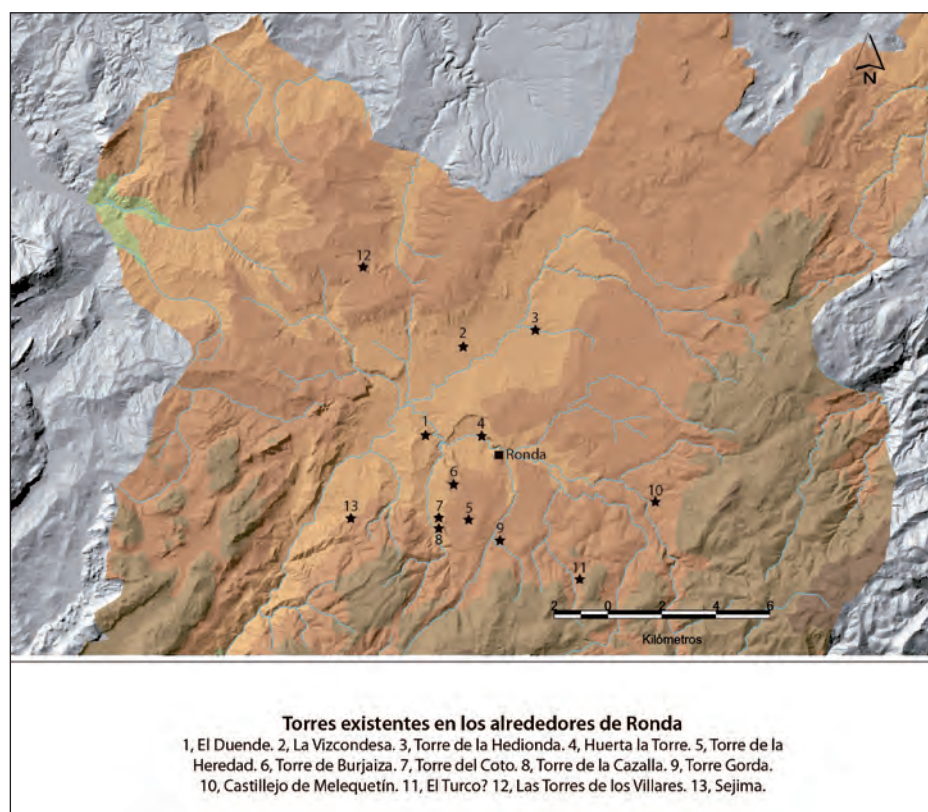 N
12
3
2
1
4
Ronda
6
10
13
7
5
8
9
11
2 0 2 4 6
Kilómetros
Torres existentes en los alrededores de Ronda
1, El Duende. 2, La Vizcondesa. 3, Torre de la Hedionda. 4, Huerta la Torre. 5, Torre de la
Heredad. 6, Torre de Burjaiza. 7, Torre del Coto. 8, Torre de la Cazalla. 9, Torre Gorda.
10, Castillejo de Melequetín. 11, El Turco? 12, Las Torres de los Villares. 13, Sejima.